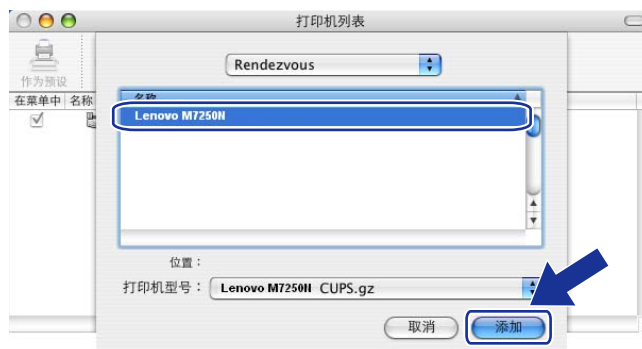 打印机列表
Rendezvous
作为预设
在菜单中 名称
名称
Lenovo M7250N
位置：
打印机型号： Lenovo M7250N CUPS.gz
取消 添加